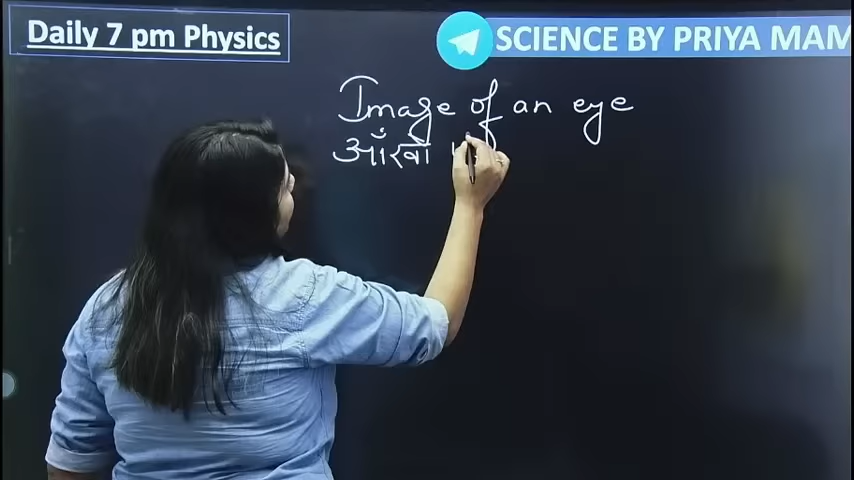 Daily 7 pm Physics
SCIENCE BY PRIYA MAM
Image of an eye
आँखों